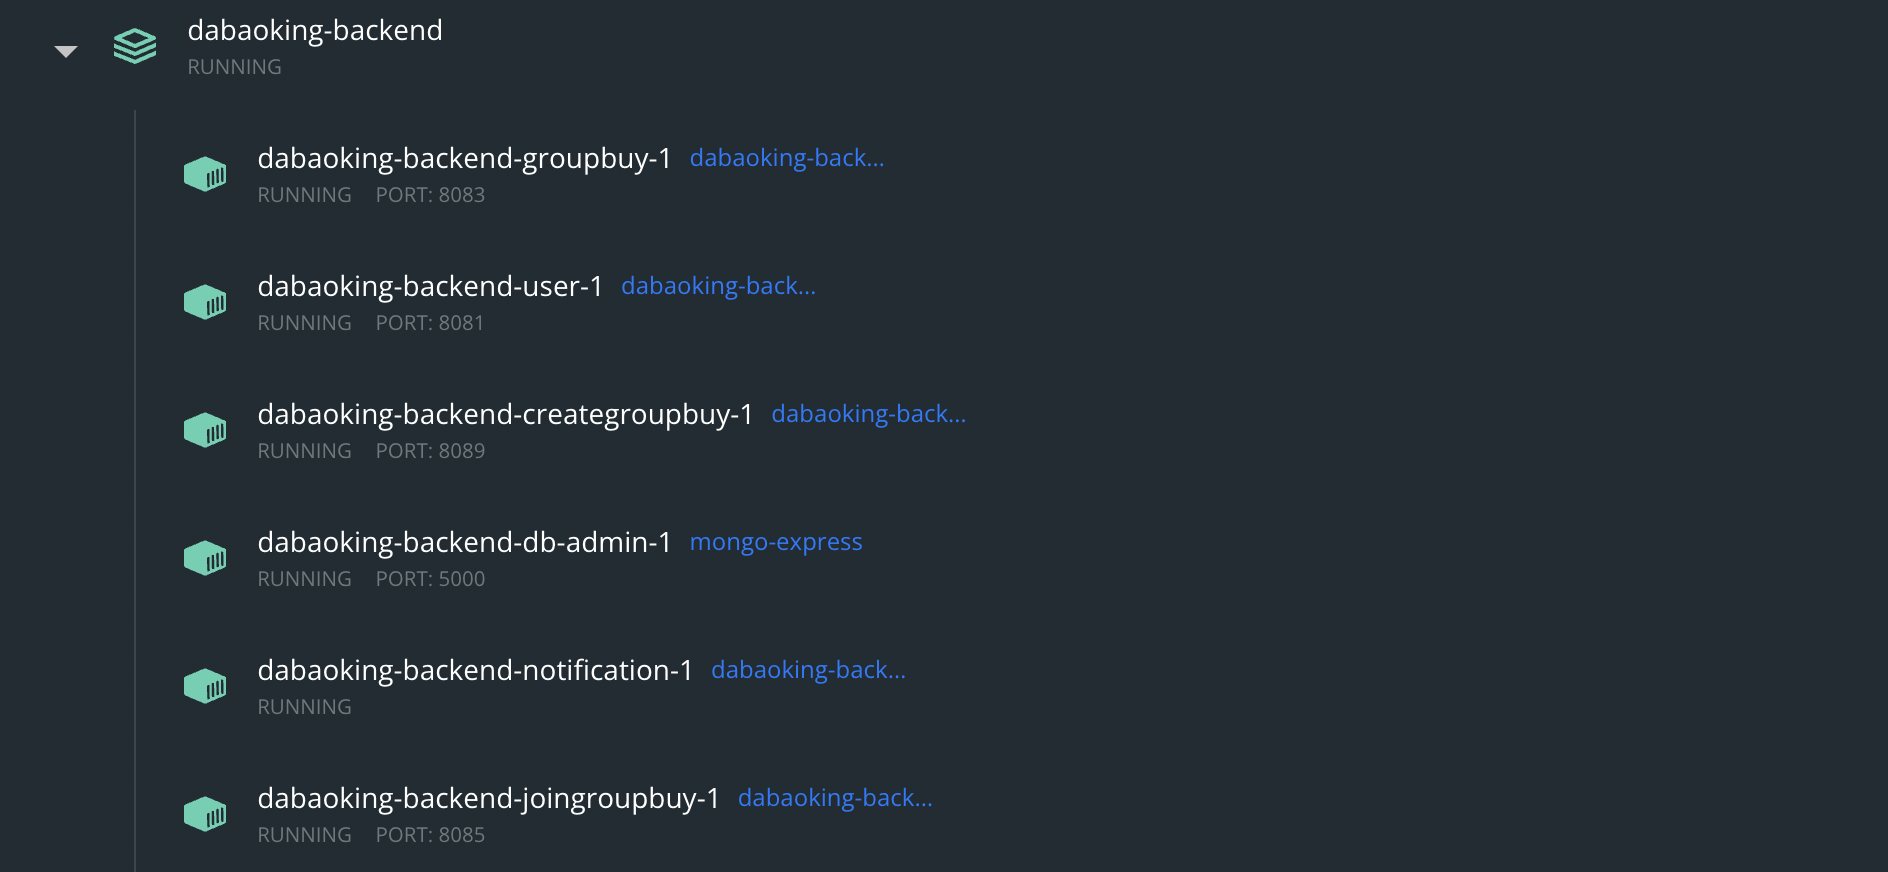 dabaoking-backend
RUNNING
dabaoking-backend-groupbuy-1 dabaoking-back...
RUNNING PORT: 8083
dabaoking-backend-user-1 dabaoking-back...
RUNNING PORT: 8081
dabaoking-backend-creategroupbuy-1 dabaoking-back...
RUNNING PORT: 8089
dabaoking-backend-db-admin-1 mongo-express
RUNNING PORT: 5000
dabaoking-backend-notification-1 dabaoking-back...
RUNNING
dabaoking-backend-joingroupbuy-1 dabaoking-back...
RUNNING PORT: 8085